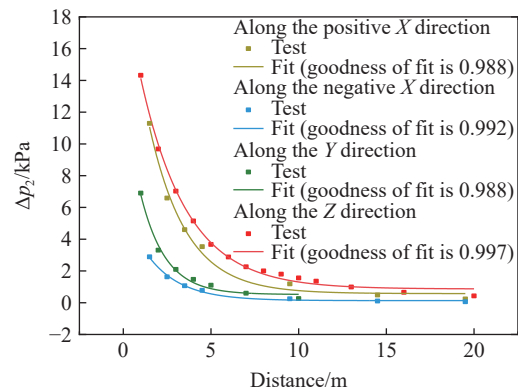 18
16
14
12
10
8
6
4
2
0
−2
Δp₂/kPa
Along the positive X direction
Test
Fit (goodness of fit is 0.988)
Along the negative X direction
Test
Fit (goodness of fit is 0.992)
Along the Y direction
Test
Fit (goodness of fit is 0.988)
Along the Z direction
Test
Fit (goodness of fit is 0.997)
0 5 10 15 20
Distance/m